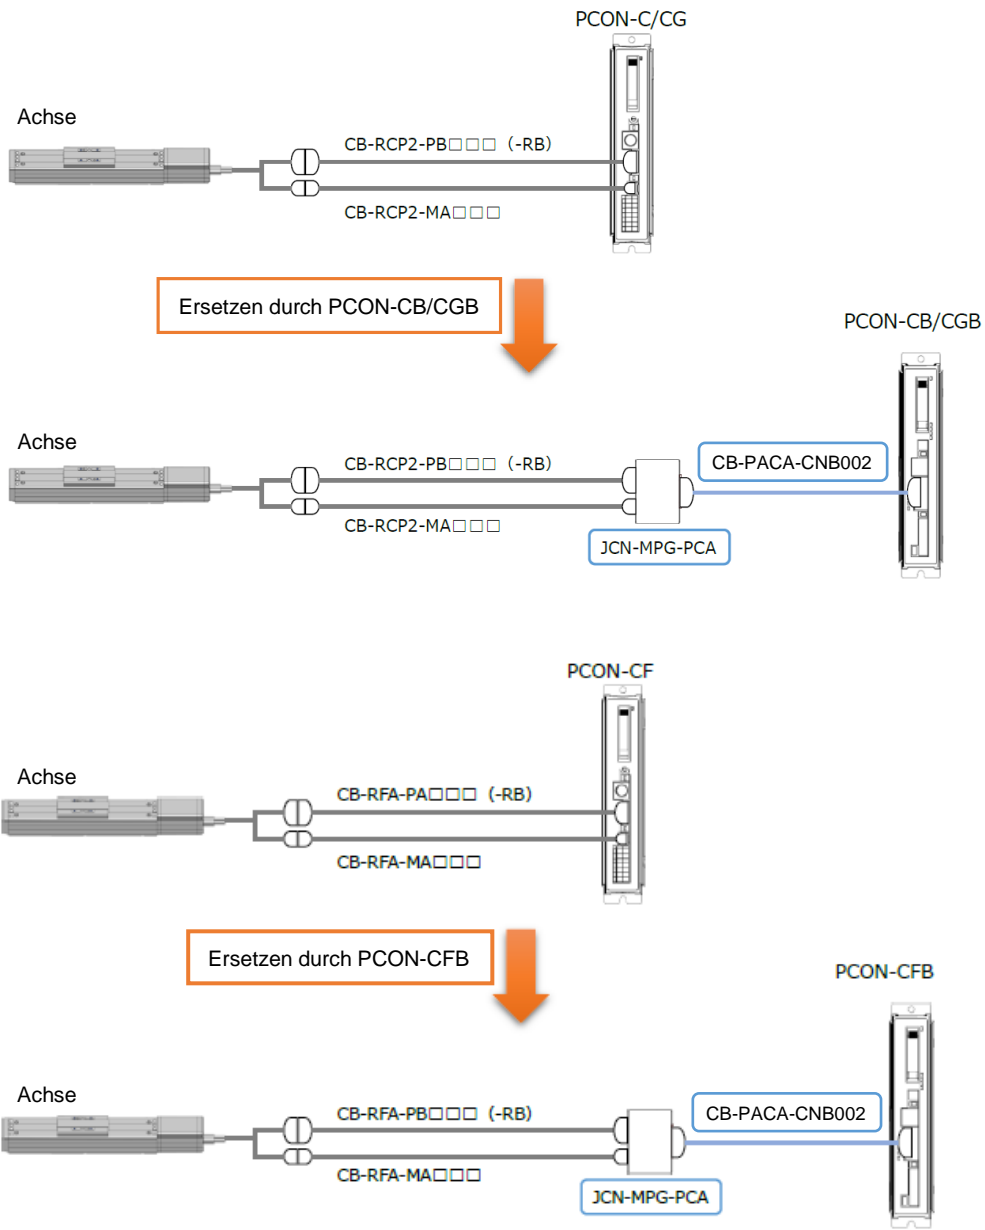 PCON-C/CG
Achse
CB-RCP2-PB□□□ (-RB)
CB-RCP2-MA□□□
Ersetzen durch PCON-CB/CGB
PCON-CB/CGB
Achse
CB-RCP2-PB□□□ (-RB)
CB-PACA-CNB002
CB-RCP2-MA□□□
JCN-MPG-PCA
PCON-CF
Achse
CB-RFA-PA□□□ (-RB)
CB-RFA-MA□□□
Ersetzen durch PCON-CFB
PCON-CFB
Achse
CB-RFA-PB□□□ (-RB)
CB-PACA-CNB002
CB-RFA-MA□□□
JCN-MPG-PCA